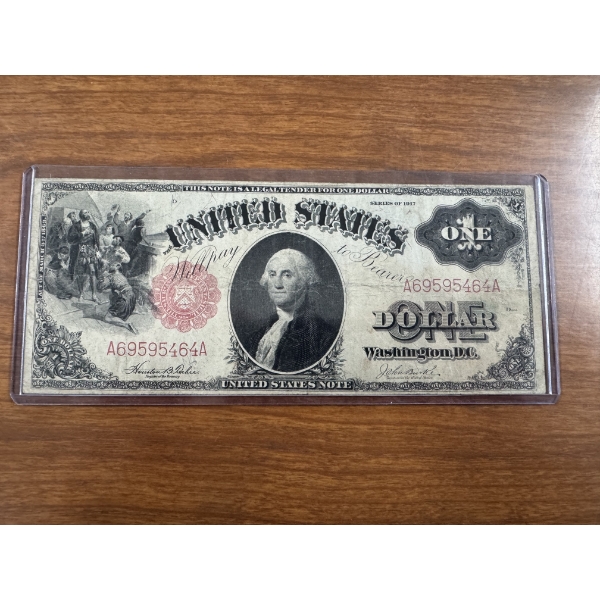 THIS NOTE IS A LEGAL TENDER FOR ONE DOLLAR
D
SERIES OF 1917
THE UNITED STATES
Will pay to Bearer
ONE
A69595464A
A69595464A
ONE
DOLLAR
Washington, D.C.
UNITED STATES NOTE